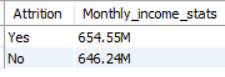 Attrition Monthly_income_stats
Yes 654.55M
No 646.24M